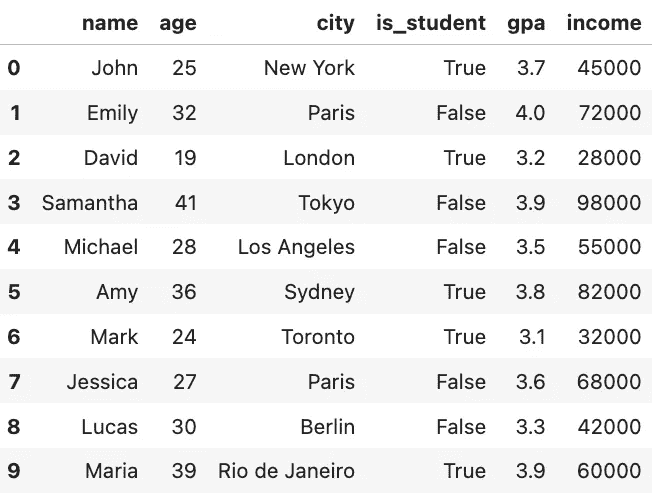 name age city is_student gpa income
0 John 25 New York True 3.7 45000
1 Emily 32 Paris False 4.0 72000
2 David 19 London True 3.2 28000
3 Samantha 41 Tokyo False 3.9 98000
4 Michael 28 Los Angeles False 3.5 55000
5 Amy 36 Sydney True 3.8 82000
6 Mark 24 Toronto True 3.1 32000
7 Jessica 27 Paris False 3.6 68000
8 Lucas 30 Berlin False 3.3 42000
9 Maria 39 Rio de Janeiro True 3.9 60000